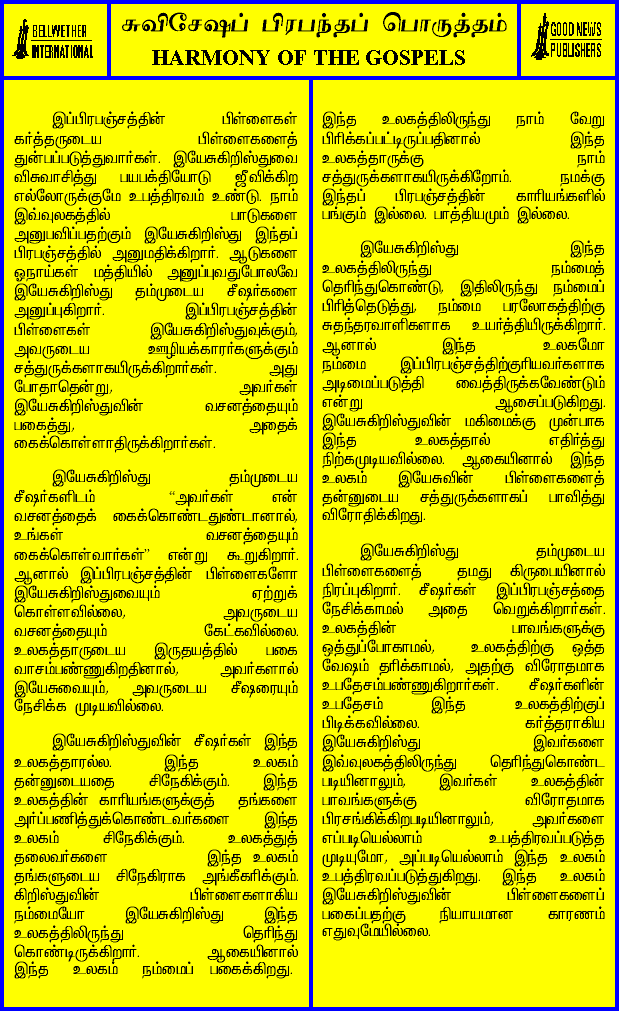 BELLWETHER
INTERNATIONAL
சுவிசேஷப் பிரபந்தப் பொருத்தம்
HARMONY OF THE GOSPELS
GOOD NEWS
PUBLISHERS
இப்பிரபஞ்சத்தின் பிள்ளைகள்
கர்த்தருடைய பிள்ளைகளைத்
துன்பப்படுத்துவார்கள். இயேசுகிறிஸ்துவை
விசுவாசித்து பயபக்தியோடு ஜீவிக்கிற
எல்லோருக்குமே உபத்திரவம் உண்டு. நாம்
இவ்வுலகத்தில் பாடுகளை
அனுபவிப்பதற்கும் இயேசுகிறிஸ்து இந்தப்
பிரபஞ்சத்தில் அனுமதிக்கிறார். ஆடுகளை
ஓநாய்கள் மத்தியில் அனுப்புவதுபோலவே
இயேசுகிறிஸ்து தம்முடைய சீஷர்களை
அனுப்புகிறார். இப்பிரபஞ்சத்தின்
பிள்ளைகள் இயேசுகிறிஸ்துவுக்கும்,
அவருடைய ஊழியக்காரர்களுக்கும்
சத்துருக்களாகயிருக்கிறார்கள். அது
போதாதென்று, அவர்கள்
இயேசுகிறிஸ்துவின் வசனத்தையும்
பகைத்து, அதைக்
கைக்கொள்ளாதிருக்கிறார்கள்.
இயேசுகிறிஸ்து தம்முடைய
சீஷர்களிடம் “அவர்கள் என்
வசனத்தைக் கைக்கொண்டதுண்டானால்,
உங்கள் வசனத்தையும்
கைக்கொள்வார்கள்” என்று கூறுகிறார்.
ஆனால் இப்பிரபஞ்சத்தின் பிள்ளைகளோ
இயேசுகிறிஸ்துவையும் ஏற்றுக்
கொள்ளவில்லை, அவருடைய
வசனத்தையும் கேட்கவில்லை.
உலகத்தாருடைய இருதயத்தில் பகை
வாசம்பண்ணுகிறதினால், அவர்களால்
இயேசுவையும், அவருடைய சீஷரையும்
நேசிக்க முடியவில்லை.
இயேசுகிறிஸ்துவின் சீஷர்கள் இந்த
உலகத்தாரல்ல. இந்த உலகம்
தன்னுடையதை சிநேகிக்கும். இந்த
உலகத்தின் காரியங்களுக்குத் தங்களை
அர்ப்பணித்துக்கொண்டவர்களை இந்த
உலகம் சிநேகிக்கும். உலகத்துத்
தலைவர்களை இந்த உலகம்
தங்களுடைய சிநேகிராக அங்கீகரிக்கும்.
கிறிஸ்துவின் பிள்ளைகளாகிய
நம்மையோ இயேசுகிறிஸ்து இந்த
உலகத்திலிருந்து தெரிந்து
கொண்டிருக்கிறார். ஆகையினால்
இந்த உலகம் நம்மைப் பகைக்கிறது.
இந்த உலகத்திலிருந்து நாம் வேறு
பிரிக்கப்பட்டிருப்பதினால் இந்த
உலகத்தாருக்கு நாம்
சத்துருக்களாகயிருக்கிறோம். நமக்கு
இந்தப் பிரபஞ்சத்தின் காரியங்களில்
பங்கும் இல்லை. பாத்தியமும் இல்லை.
இயேசுகிறிஸ்து இந்த
உலகத்திலிருந்து நம்மைத்
தெரிந்துகொண்டு, இதிலிருந்து நம்மைப்
பிரித்தெடுத்து, நம்மை பரலோகத்திற்கு
சுதந்தரவாளிகளாக உயர்த்தியிருக்கிறார்.
ஆனால் இந்த உலகமோ
நம்மை இப்பிரபஞ்சத்திற்குரியவர்களாக
அடிமைப்படுத்தி வைத்திருக்கவேண்டும்
என்று ஆசைப்படுகிறது.
இயேசுகிறிஸ்துவின் மகிமைக்கு முன்பாக
இந்த உலகத்தால் எதிர்த்து
நிற்கமுடியவில்லை. ஆகையினால் இந்த
உலகம் இயேசுவின் பிள்ளைகளைத்
தன்னுடைய சத்துருக்களாகப் பாவித்து
விரோதிக்கிறது.
இயேசுகிறிஸ்து தம்முடைய
பிள்ளைகளைத் தமது கிருபையினால்
நிரப்புகிறார். சீஷர்கள் இப்பிரபஞ்சத்தை
நேசிக்காமல் அதை வெறுக்கிறார்கள்.
உலகத்தின் பாவங்களுக்கு
ஒத்துப்போகாமல், உலகத்திற்கு ஒத்த
வேஷம் தரிக்காமல், அதற்கு விரோதமாக
உபதேசம்பண்ணுகிறார்கள். சீஷர்களின்
உபதேசம் இந்த உலகத்திற்குப்
பிடிக்கவில்லை. கர்த்தராகிய
இயேசுகிறிஸ்து இவர்களை
இவ்வுலகத்திலிருந்து தெரிந்துகொண்ட
படியினாலும், இவர்கள் உலகத்தின்
பாவங்களுக்கு விரோதமாக
பிரசங்கிக்கிறபடியினாலும், அவர்களை
எப்படியெல்லாம் உபத்திரவப்படுத்த
முடியுமோ, அப்படியெல்லாம் இந்த உலகம்
உபத்திரவப்படுத்துகிறது. இந்த உலகம்
இயேசுகிறிஸ்துவின் பிள்ளைகளைப்
பகைப்பதற்கு நியாயமான காரணம்
எதுவுமேயில்லை.